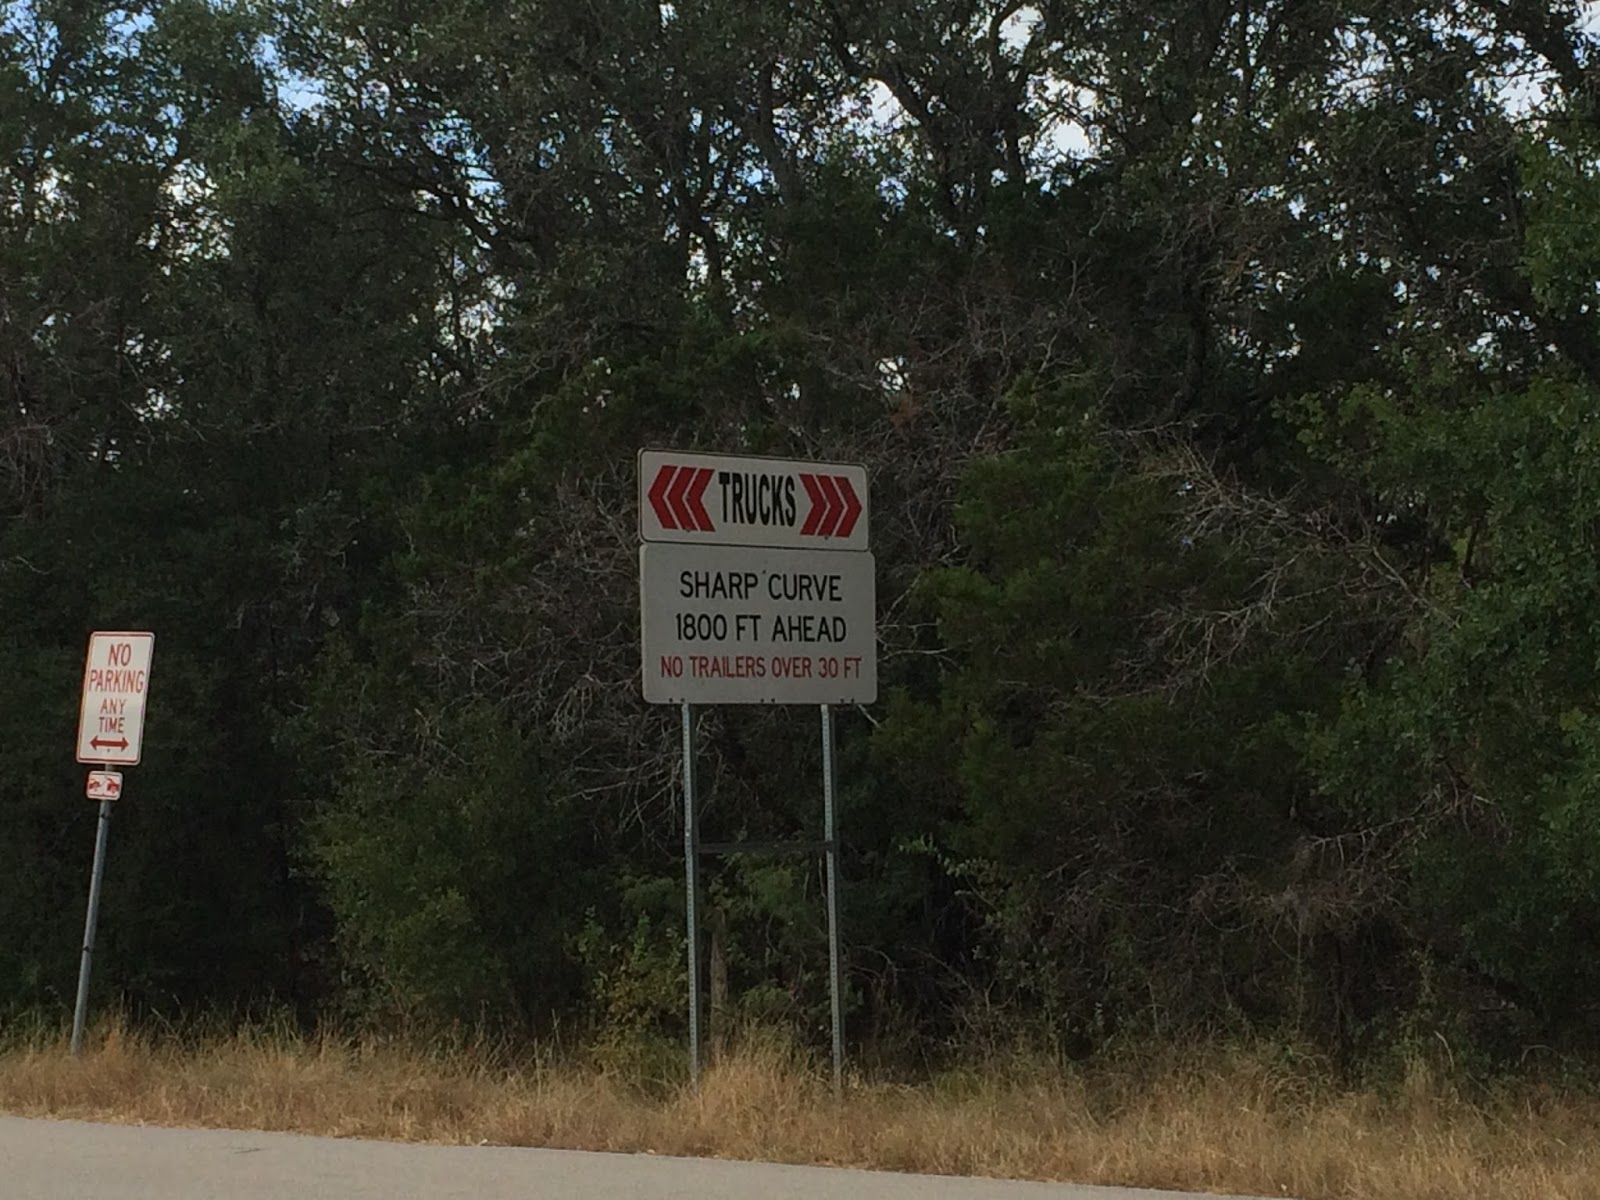 TRUCKS
SHARP CURVE
1800 FT AHEAD
NO TRAILERS OVER 30 FT
NO
PARKING
ANY
TIME